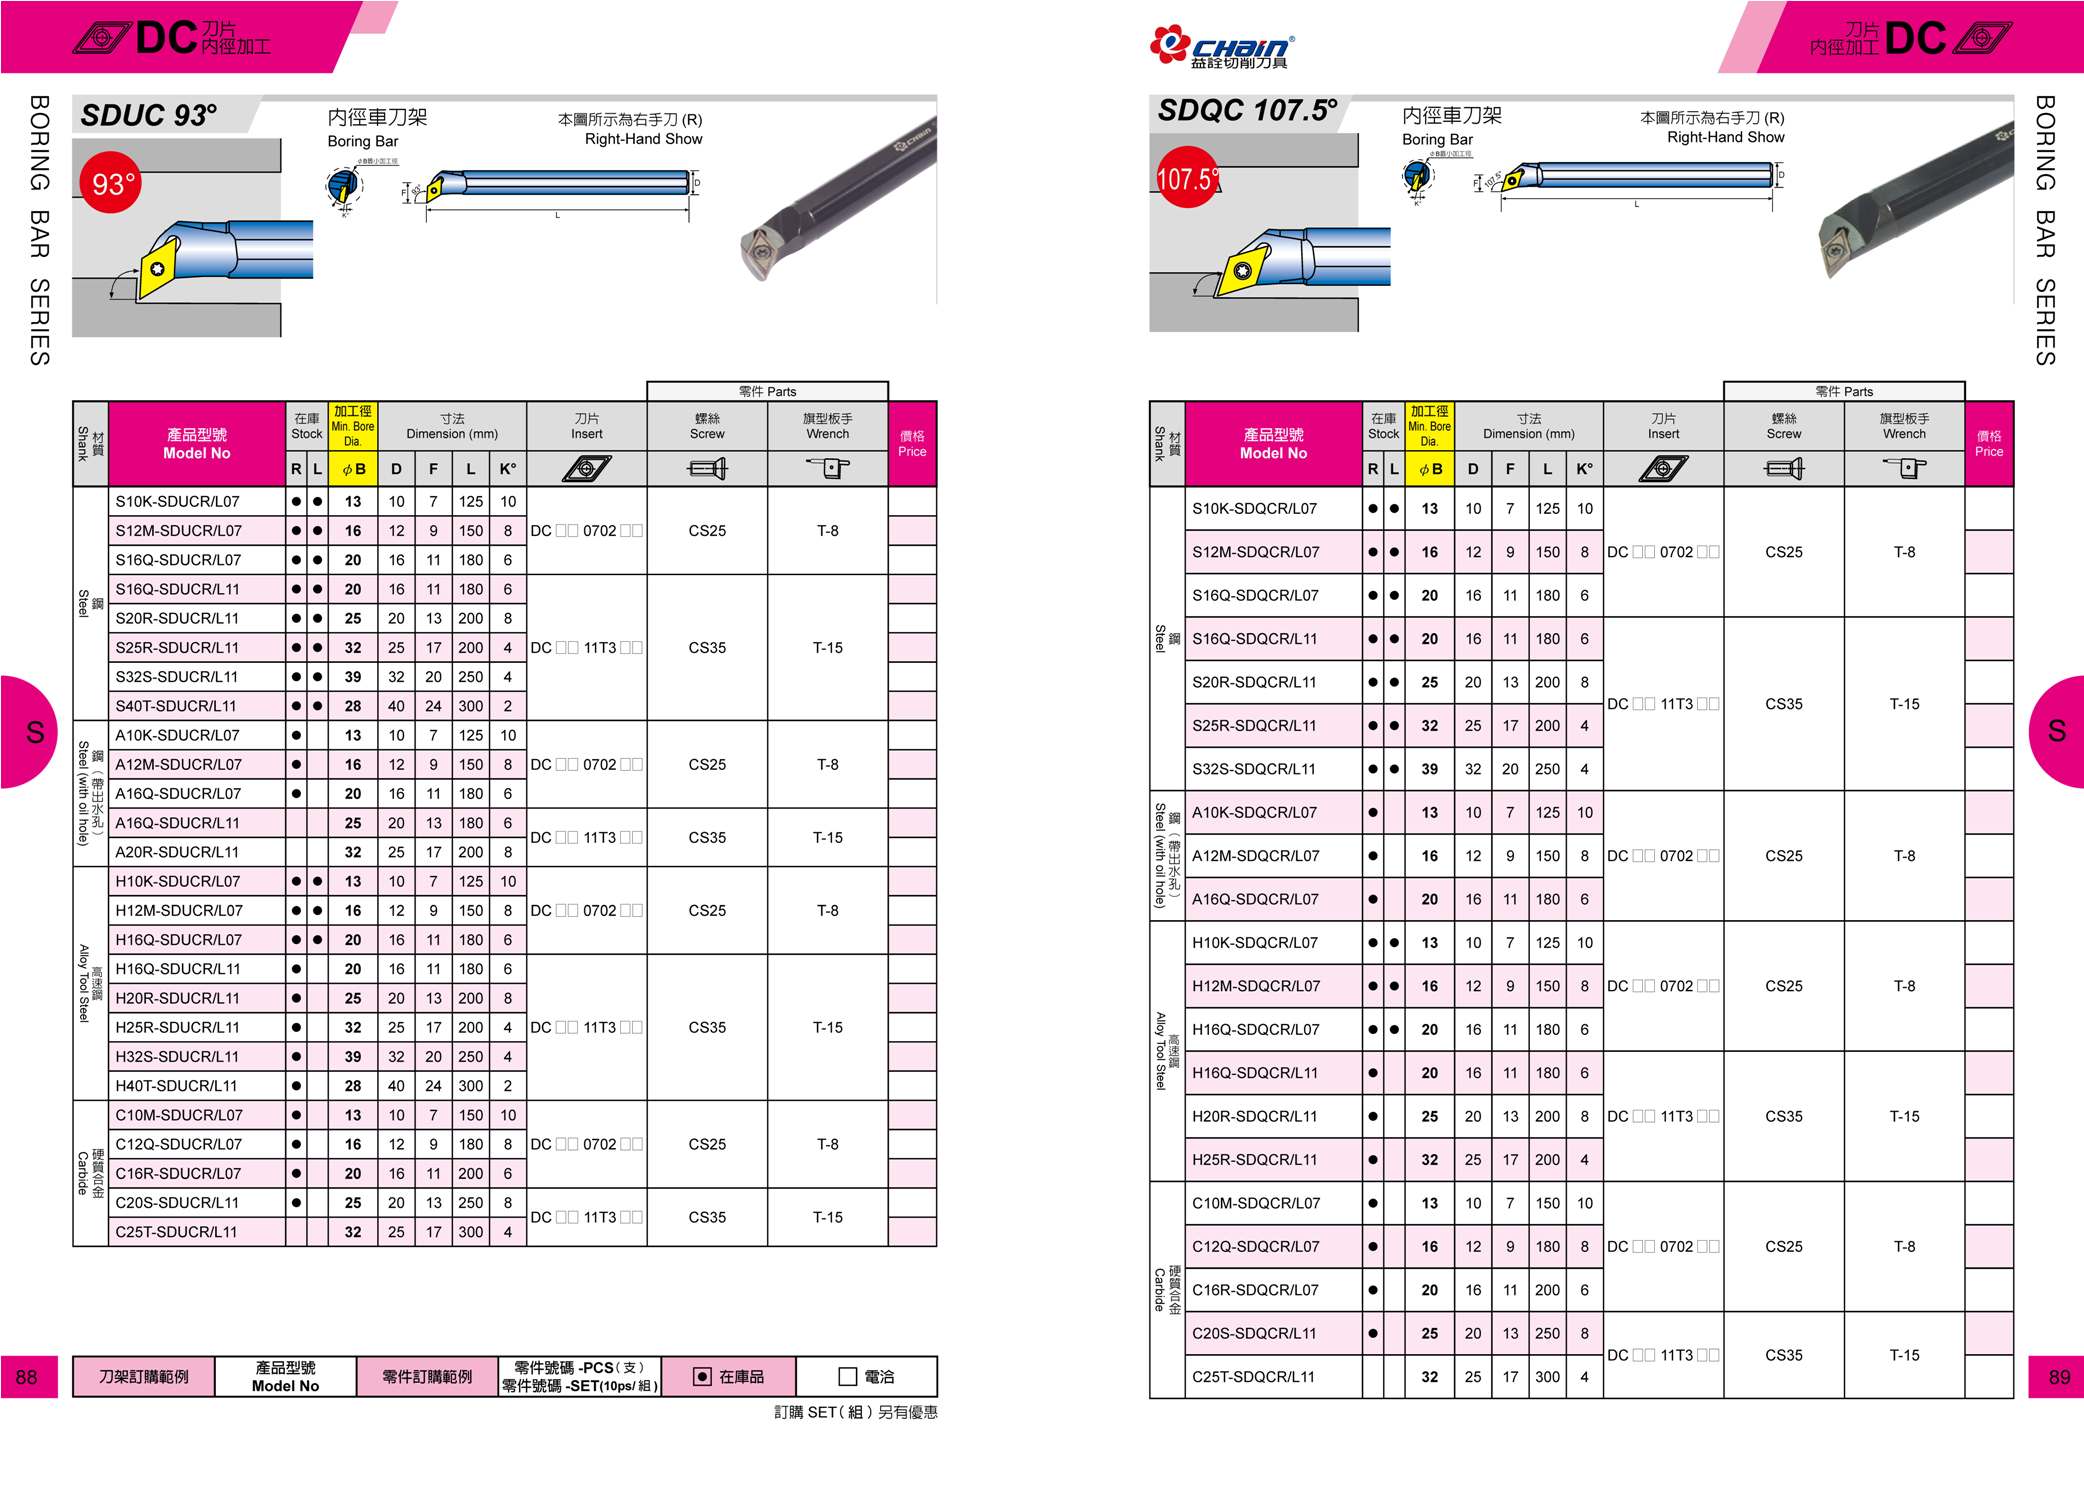 DC 刀片
內徑加工
BORING BAR SERIES
SDUC 93°
93°
內徑車刀架
Boring Bar
本圖所示為右手刀 (R)
Right-Hand Show
φB最小加工徑
K°
F 93° D
L
CHAIN
零件 Parts
材質 Shank
產品型號
Model No
在庫
Stock
R L
加工徑
Min. Bore
Dia.
φB
寸法
Dimension (mm)
D F L K°
刀片
Insert
螺絲
Screw
旗型板手
Wrench
價格
Price
鋼
Steel
S10K-SDUCR/L07 ● ● 13 10 7 125 10
S12M-SDUCR/L07 ● ● 16 12 9 150 8 DC □□ 0702 □□ CS25 T-8
S16Q-SDUCR/L07 ● ● 20 16 11 180 6
S16Q-SDUCR/L11 ● ● 20 16 11 180 6
S20R-SDUCR/L11 ● ● 25 20 13 200 8
S25R-SDUCR/L11 ● ● 32 25 17 200 4 DC □□ 11T3 □□ CS35 T-15
S32S-SDUCR/L11 ● ● 39 32 20 250 4
S40T-SDUCR/L11 ● ● 28 40 24 300 2
鋼（帶出水孔）
Steel (with oil hole)
A10K-SDUCR/L07 ● 13 10 7 125 10
A12M-SDUCR/L07 ● 16 12 9 150 8 DC □□ 0702 □□ CS25 T-8
A16Q-SDUCR/L07 ● 20 16 11 180 6
A16Q-SDUCR/L11 25 20 13 180 6
DC □□ 11T3 □□ CS35 T-15
A20R-SDUCR/L11 32 25 17 200 8
高速鋼
Alloy Tool Steel
H10K-SDUCR/L07 ● ● 13 10 7 125 10
H12M-SDUCR/L07 ● ● 16 12 9 150 8 DC □□ 0702 □□ CS25 T-8
H16Q-SDUCR/L07 ● ● 20 16 11 180 6
H16Q-SDUCR/L11 ● 20 16 11 180 6
H20R-SDUCR/L11 ● 25 20 13 200 8
H25R-SDUCR/L11 ● 32 25 17 200 4 DC □□ 11T3 □□ CS35 T-15
H32S-SDUCR/L11 ● 39 32 20 250 4
H40T-SDUCR/L11 ● 28 40 24 300 2
硬質合金
Carbide
C10M-SDUCR/L07 ● 13 10 7 150 10
C12Q-SDUCR/L07 ● 16 12 9 180 8 DC □□ 0702 □□ CS25 T-8
C16R-SDUCR/L07 ● 20 16 11 200 6
C20S-SDUCR/L11 ● 25 20 13 250 8
DC □□ 11T3 □□ CS35 T-15
C25T-SDUCR/L11 32 25 17 300 4
S
88
刀架訂購範例
產品型號
Model No
零件訂購範例
零件號碼 -PCS（支）
零件號碼 -SET(10ps/ 組 )
在庫品
電洽
訂購 SET（ 組 ）另有優惠
CHAIN®
益詮切削刀具
刀片
內徑加工 DC
BORING BAR SERIES
SDQC 107.5°
107.5°
內徑車刀架
Boring Bar
本圖所示為右手刀 (R)
Right-Hand Show
φB最小加工徑
K°
F 107.5° D
L
CHAIN
零件 Parts
材質 Shank
產品型號
Model No
在庫
Stock
R L
加工徑
Min. Bore
Dia.
φB
寸法
Dimension (mm)
D F L K°
刀片
Insert
螺絲
Screw
旗型板手
Wrench
價格
Price
鋼
Steel
S10K-SDQCR/L07 ● ● 13 10 7 125 10
S12M-SDQCR/L07 ● ● 16 12 9 150 8 DC □□ 0702 □□ CS25 T-8
S16Q-SDQCR/L07 ● ● 20 16 11 180 6
S16Q-SDQCR/L11 ● ● 20 16 11 180 6
S20R-SDQCR/L11 ● ● 25 20 13 200 8
DC □□ 11T3 □□ CS35 T-15
S25R-SDQCR/L11 ● ● 32 25 17 200 4
S32S-SDQCR/L11 ● ● 39 32 20 250 4
鋼（帶出水孔）
Steel (with oil hole)
A10K-SDQCR/L07 ● 13 10 7 125 10
A12M-SDQCR/L07 ● 16 12 9 150 8 DC □□ 0702 □□ CS25 T-8
A16Q-SDQCR/L07 ● 20 16 11 180 6
高速鋼
Alloy Tool Steel
H10K-SDQCR/L07 ● ● 13 10 7 125 10
H12M-SDQCR/L07 ● ● 16 12 9 150 8 DC □□ 0702 □□ CS25 T-8
H16Q-SDQCR/L07 ● ● 20 16 11 180 6
H16Q-SDQCR/L11 ● 20 16 11 180 6
H20R-SDQCR/L11 ● 25 20 13 200 8 DC □□ 11T3 □□ CS35 T-15
H25R-SDQCR/L11 ● 32 25 17 200 4
硬質合金
Carbide
C10M-SDQCR/L07 ● 13 10 7 150 10
C12Q-SDQCR/L07 ● 16 12 9 180 8 DC □□ 0702 □□ CS25 T-8
C16R-SDQCR/L07 ● 20 16 11 200 6
C20S-SDQCR/L11 ● 25 20 13 250 8
DC □□ 11T3 □□ CS35 T-15
C25T-SDQCR/L11 32 25 17 300 4
S
89